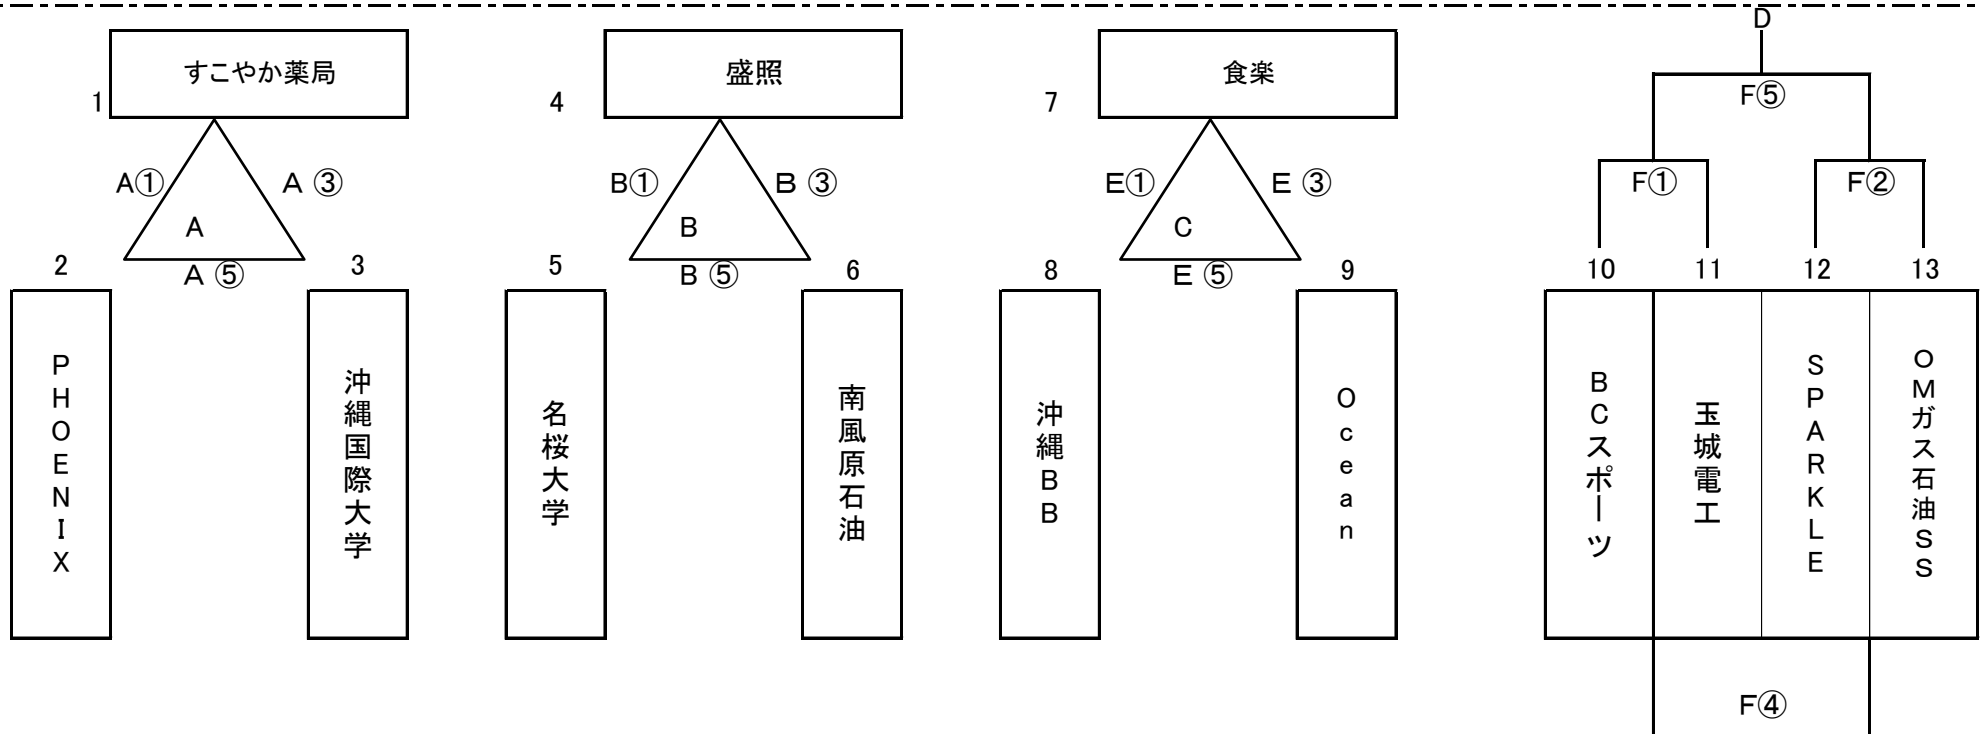 D
すこやか薬局
盛照
食楽
1
4
7
F⑤
A①
A ③
B①
B ③
E①
E ③
F①
F②
A
B
C
2
A ⑤
3
5
B ⑤
6
8
E ⑤
9
10
11
12
13
PHOENIX
沖縄国際大学
名桜大学
南風原石油
沖縄BB
Ocean
BCスポーツ
玉城電工
SPARKLE
OMガス石油SS
F④